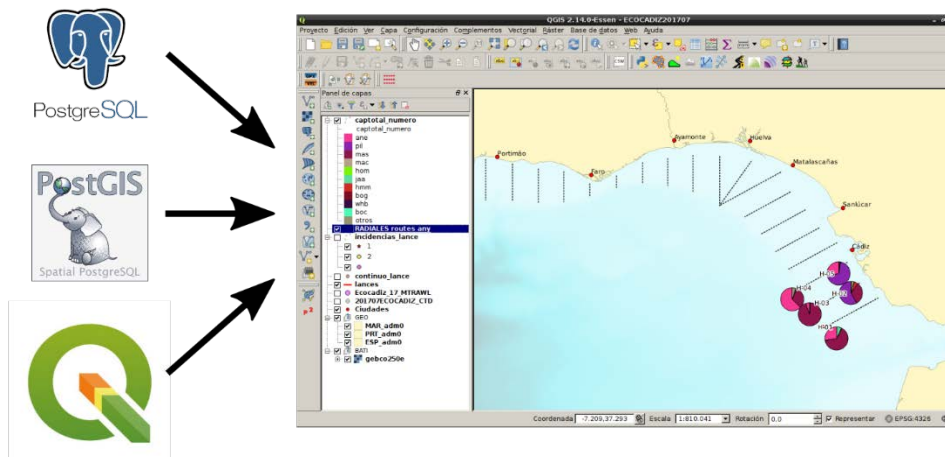 PostgreSQL
PostGIS
Spatial PostgreSQL
QGIS 2.14.0-Essen - ECOCADIZ201707
Proyecto Edición Ver Capa Configuración Complementos Vectorial Ráster Base de datos Web Ayuda
Panel de capas
captotal_numero
captotal_numero
ane
pil
mas
mac
hom
jaa
hmm
bog
whb
boc
otros
RADIALES routes any
incidencias_lance
1
2
continuo_lance
lances
Ecocadiz_17_MTRAWL
201707ECOCADIZ_CTD
Ciudades
GEO
MAR_adm0
PRT_adm0
ESP_adm0
BATI
gebco250e
Portimão
Faro
Ayamonte
Huelva
Matalascañas
Sanlúcar
Cádiz
H-05
H-04
H-02
H-03
Coordenada -7.209,37.293 Escala 1:810.041 Rotación 0.0 Representar EPSG:4326